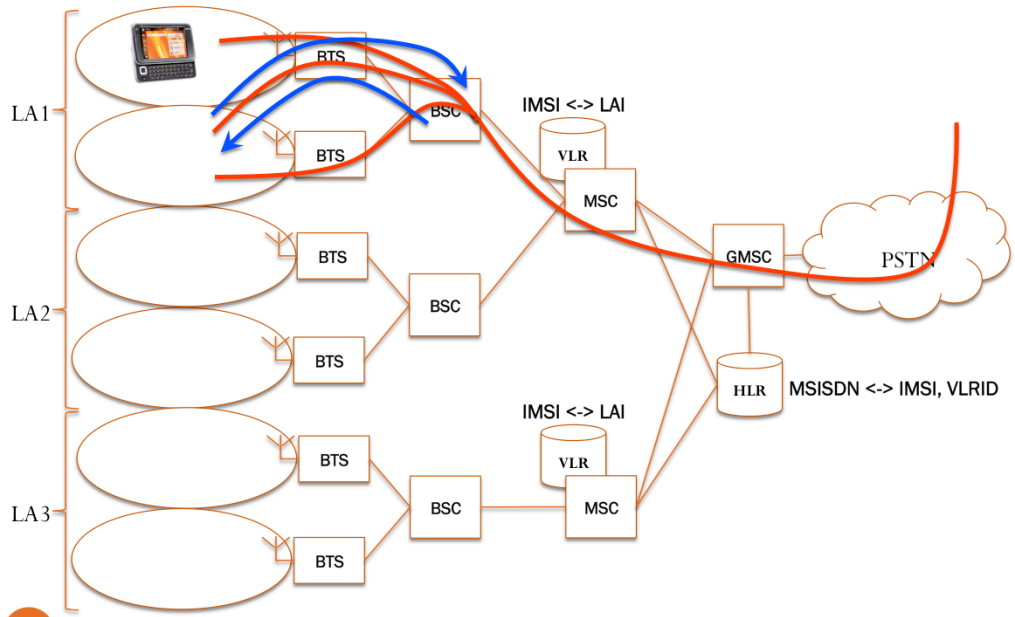 LA1
BTS
BSC
BTS
IMSI <-> LAI
VLR
MSC
GMSC
PSTN
LA2
BTS
BSC
BTS
HLR
MSISDN <-> IMSI, VLRID
IMSI <-> LAI
VLR
LA3
BTS
BSC
MSC
BTS